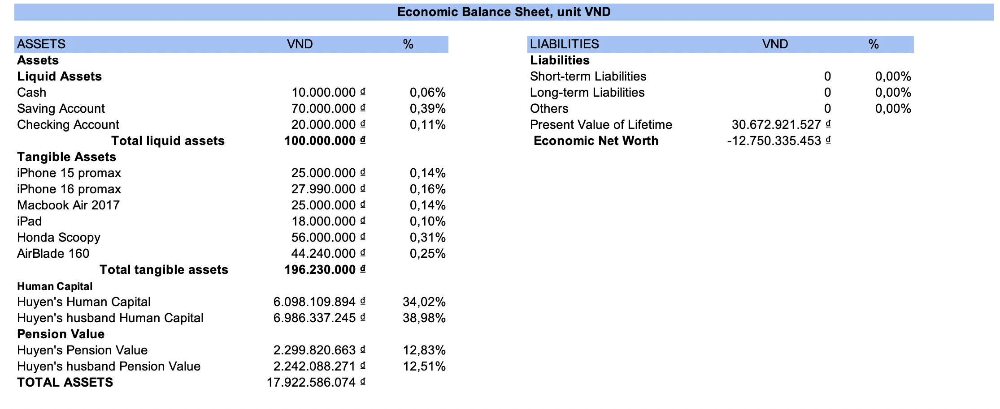 Economic Balance Sheet, unit VND
ASSETS VND %
Assets
Liquid Assets
Cash 10.000.000 ₫ 0,06%
Saving Account 70.000.000 ₫ 0,39%
Checking Account 20.000.000 ₫ 0,11%
Total liquid assets 100.000.000 ₫
Tangible Assets
iPhone 15 promax 25.000.000 ₫ 0,14%
iPhone 16 promax 27.990.000 ₫ 0,16%
Macbook Air 2017 25.000.000 ₫ 0,14%
iPad 18.000.000 ₫ 0,10%
Honda Scoopy 56.000.000 ₫ 0,31%
AirBlade 160 44.240.000 ₫ 0,25%
Total tangible assets 196.230.000 ₫
Human Capital
Huyen's Human Capital 6.098.109.894 ₫ 34,02%
Huyen's husband Human Capital 6.986.337.245 ₫ 38,98%
Pension Value
Huyen's Pension Value 2.299.820.663 ₫ 12,83%
Huyen's husband Pension Value 2.242.088.271 ₫ 12,51%
TOTAL ASSETS 17.922.586.074 ₫
LIABILITIES VND %
Liabilities
Short-term Liabilities 0 0,00%
Long-term Liabilities 0 0,00%
Others 0 0,00%
Present Value of Lifetime 30.672.921.527 ₫
Economic Net Worth -12.750.335.453 ₫